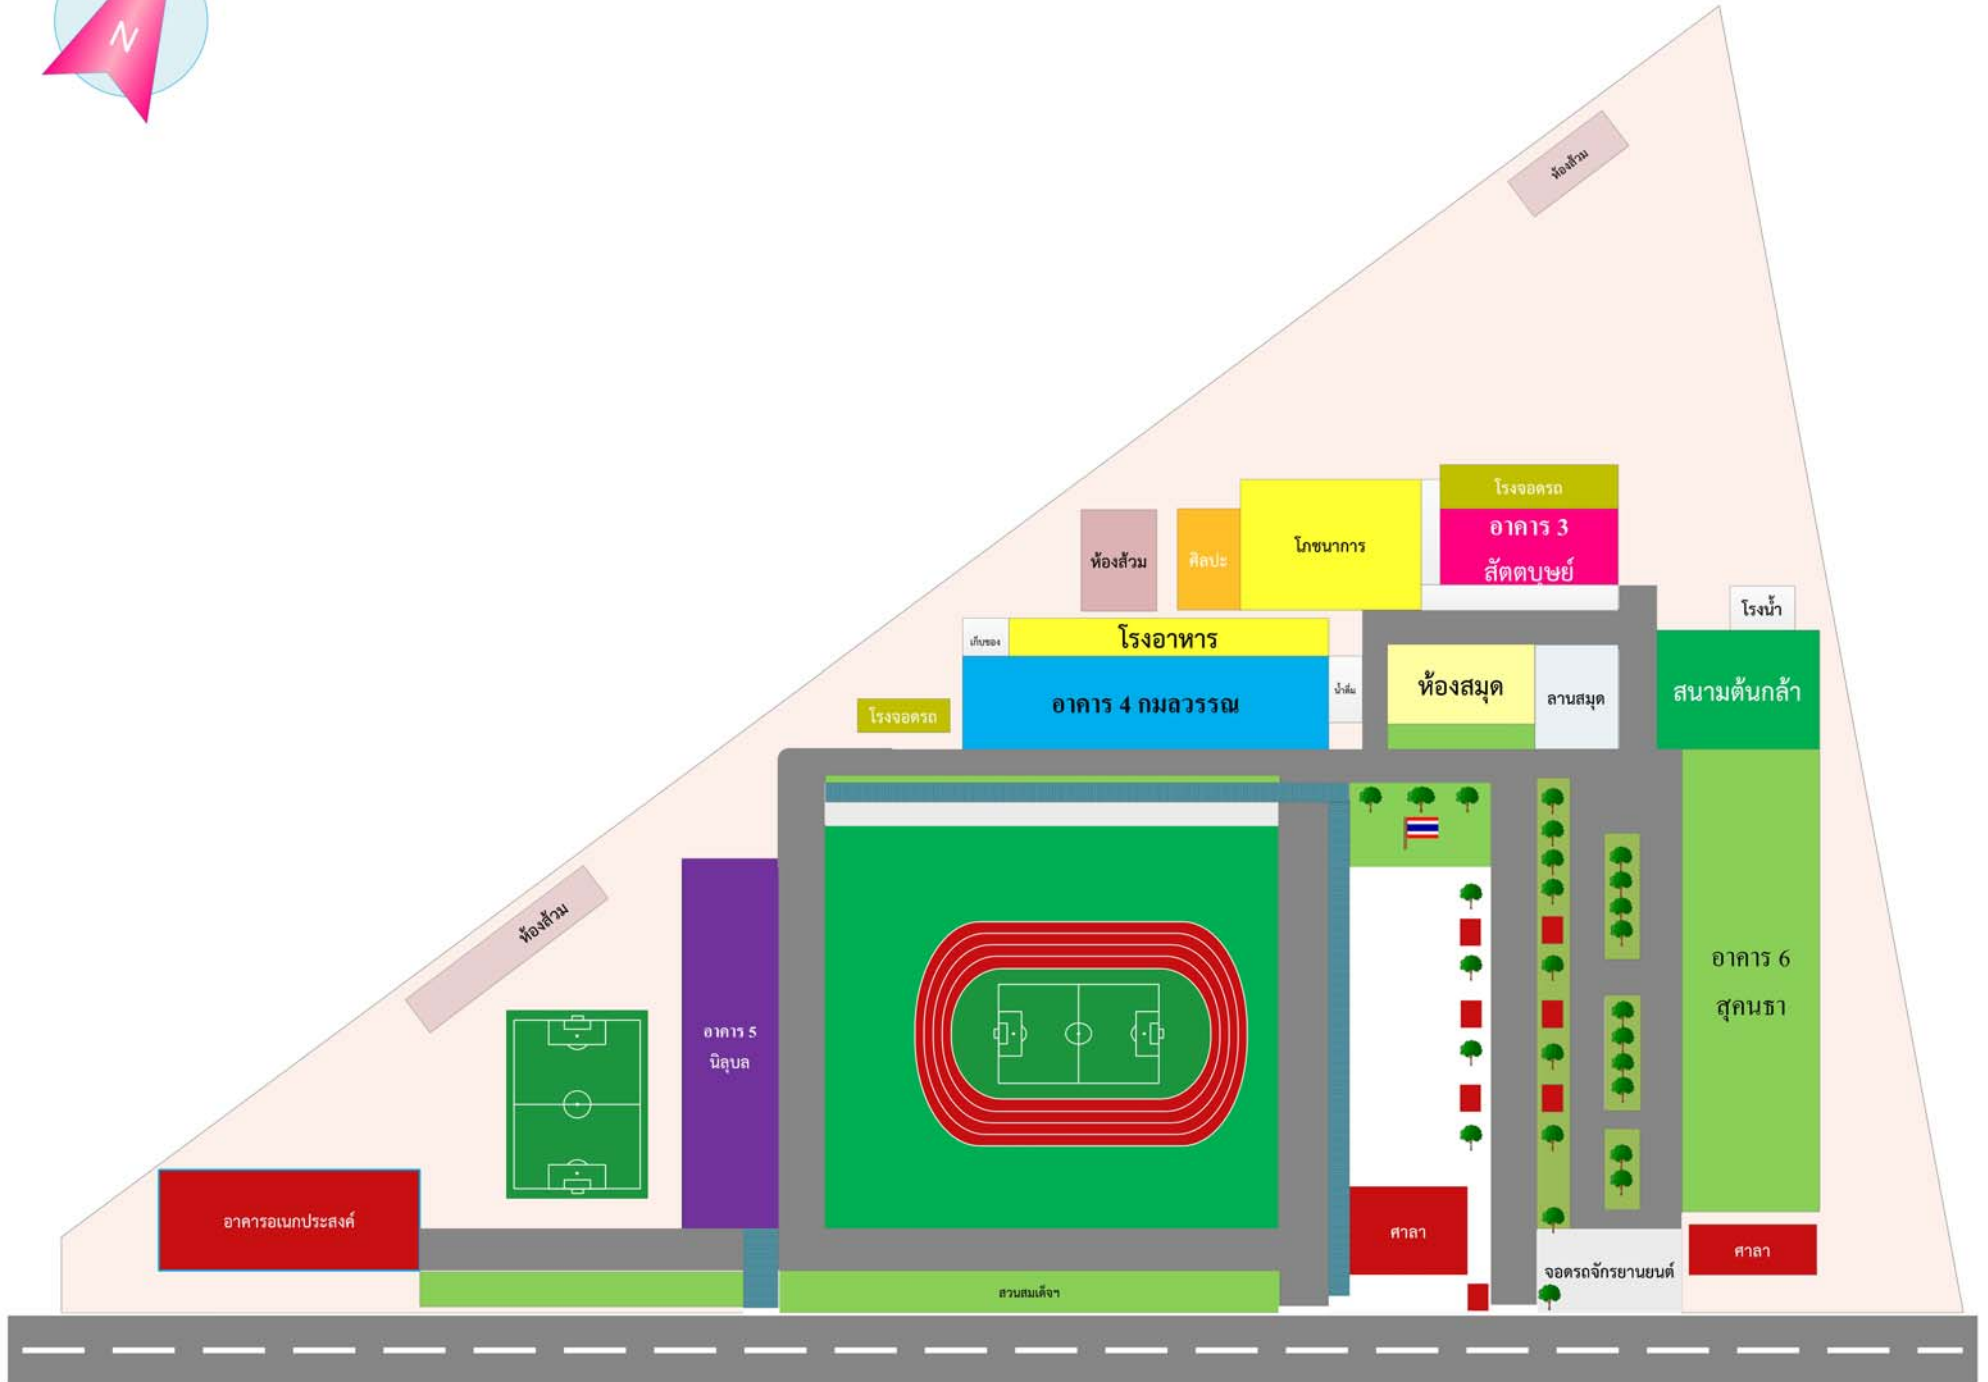 N
ห้องส้วม
โรงจอดรถ
อาคาร 3
สัตตบุษย์
โภชนาการ
ศิลปะ
ห้องส้วม
โรงน้ำ
เก็บของ
โรงอาหาร
อาคาร 4 กมลวรรณ
น้ำดื่ม
ห้องสมุด
ลานสมุด
สนามต้นกล้า
โรงจอดรถ
ห้องส้วม
อาคาร 5
นิลุบล
อาคาร 6
สุคนธา
อาคารอเนกประสงค์
ศาลา
ศาลา
จอดรถจักรยานยนต์
สวนสมเด็จฯ